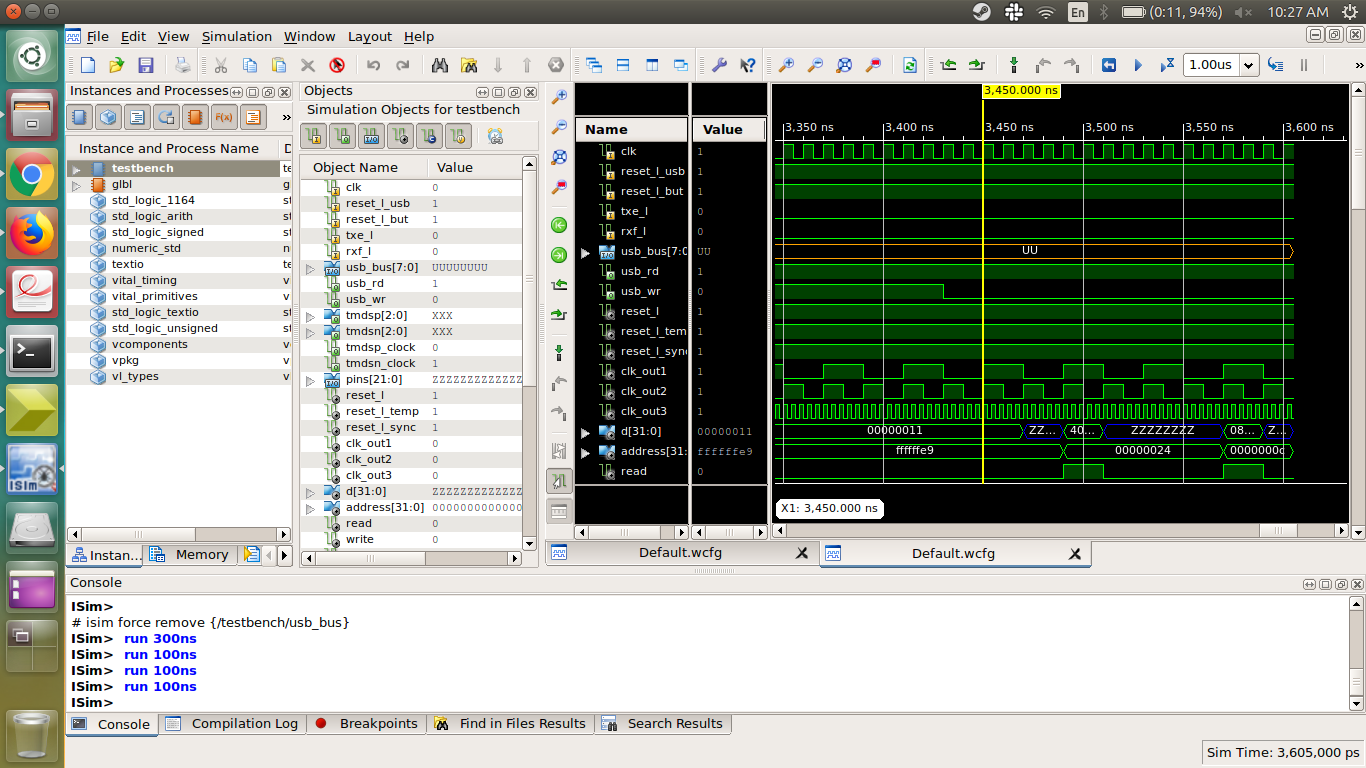 En (0:11, 94%) 10:27 AM
File Edit View Simulation Window Layout Help
1.00us
Instances and Processes
Instance and Process Name D
testbench te
glbl gl
std_logic_1164 st
std_logic_arith st
std_logic_signed st
numeric_std n
textio te
vital_timing vi
vital_primitives vi
std_logic_textio st
std_logic_unsigned st
vcomponents v
vpkg v
vl_types v
Instan... Memory
Objects
Simulation Objects for testbench
Object Name Value
clk 0
reset_l_usb 1
reset_l_but 1
txe_l 0
rxf_l 0
usb_bus[7:0] UUUUUUUU
usb_rd 1
usb_wr 0
tmdsp[2:0] XXX
tmdsn[2:0] XXX
tmdsp_clock 0
tmdsn_clock 1
pins[21:0] ZZZZZZZZZZZZZ
reset_l 1
reset_l_temp 1
reset_l_sync 1
clk_out1 0
clk_out2 0
clk_out3 0
d[31:0] ZZZZZZZZZZZZZ
address[31:0] 0000000000000
read 0
write 0
Name Value
clk 1
reset_l_usb 1
reset_l_but 1
txe_l 0
rxf_l 0
usb_bus[7:0 UU
usb_rd 1
usb_wr 0
reset_l 1
reset_l_tem 1
reset_l_sync 1
clk_out1 1
clk_out2 1
clk_out3 1
d[31:0] 00000011
address[31: ffffffe9
read 0
3,450.000 ns
3,350 ns 3,400 ns 3,450 ns 3,500 ns 3,550 ns 3,600 ns
UU
00000011 ZZ... 40... ZZZZZZZZ 08... Z...
ffffffe9 00000024 0000000c
X1: 3,450.000 ns
Default.wcfg Default.wcfg
Console
ISim>
# isim force remove {/testbench/usb_bus}
ISim> run 300ns
ISim> run 100ns
ISim> run 100ns
ISim> run 100ns
ISim>
Console Compilation Log Breakpoints Find in Files Results Search Results
Sim Time: 3,605,000 ps